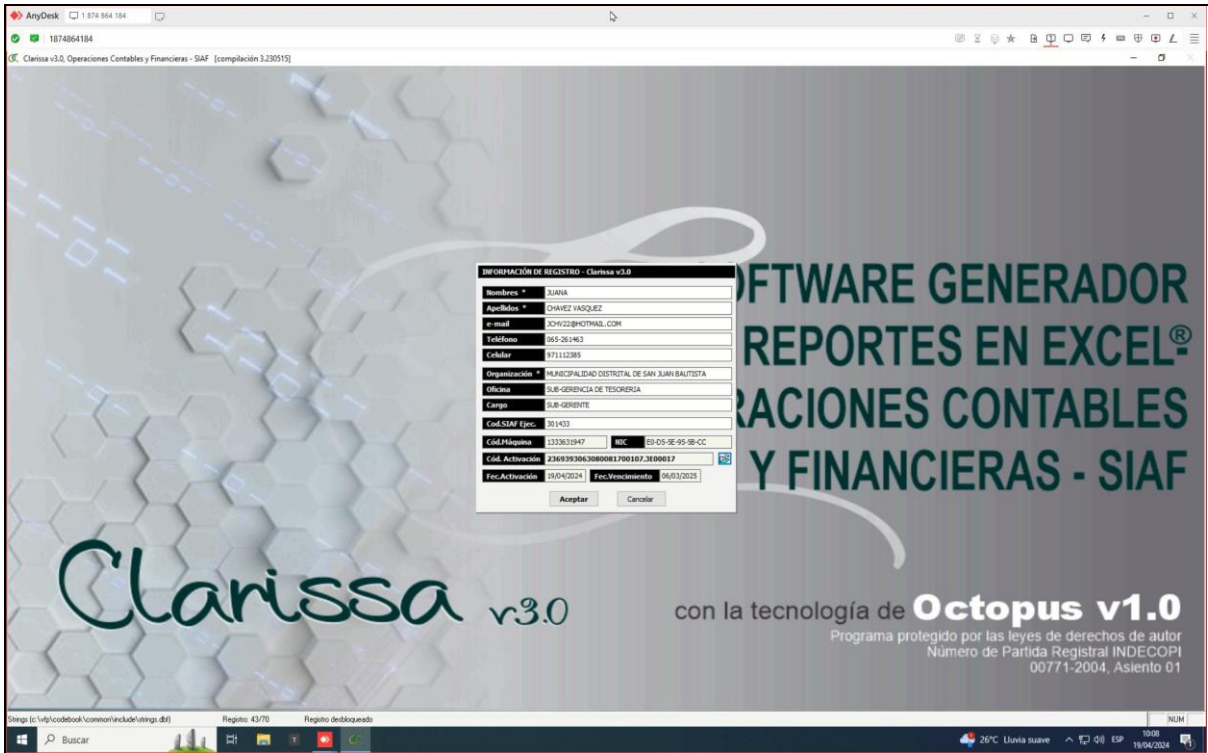 AnyDesk 1 874 864 184
1874864184
Clarissa v3.0, Operaciones Contables y Financieras - SIAF [compilación 3.230515]
INFORMACIÓN DE REGISTRO - Clarissa v3.0
Nombres * JUANA
Apellidos * CHAVEZ VASQUEZ
e-mail JCHV22@HOTMAIL.COM
Teléfono 065-261463
Celular 971112385
Organización * MUNICIPALIDAD DISTRITAL DE SAN JUAN BAUTISTA
Oficina SUB-GERENCIA DE TESORERIA
Cargo SUB-GERENTE
Cod.SIAF Ejec. 301433
Cód.Máquina 1333631947 NIC E0-D5-5E-95-5B-CC
Cód. Activación 2369393063080081700107.3E00017
Fec.Activación 19/04/2024 Fec.Vencimiento 06/03/2025
Aceptar Cancelar
FTWARE GENERADOR
REPORTES EN EXCEL®
RACIONES CONTABLES
Y FINANCIERAS - SIAF
Clarissa v3.0
con la tecnología de Octopus v1.0
Programa protegido por las leyes de derechos de autor
Número de Partida Registral INDECOPI
00771-2004, Asiento 01
Strings (c:\vfp\codebook\common\include\strings.dbf) Registro: 43/70 Registro desbloqueado NUM
Buscar 26°C Lluvia suave ESP 10:08
19/04/2024